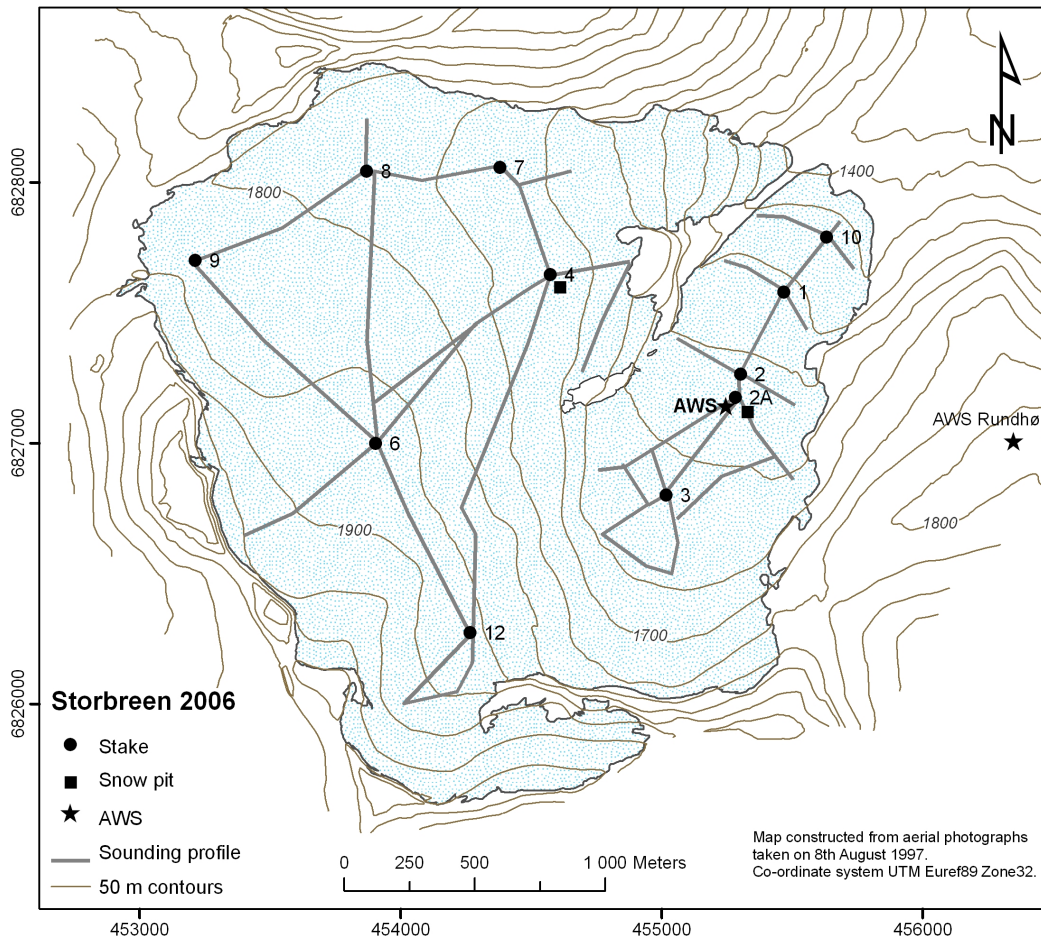 N
1400
6828000
8
7
1800
10
9
4
1
2
2A
AWS
AWS Rundhø
6827000
6
3
1800
1900
12
1700
6826000
Storbreen 2006
Stake
Snow pit
AWS
Sounding profile
50 m contours
0 250 500 1 000 Meters
Map constructed from aerial photographs
taken on 8th August 1997.
Co-ordinate system UTM Euref89 Zone32.
453000 454000 455000 456000